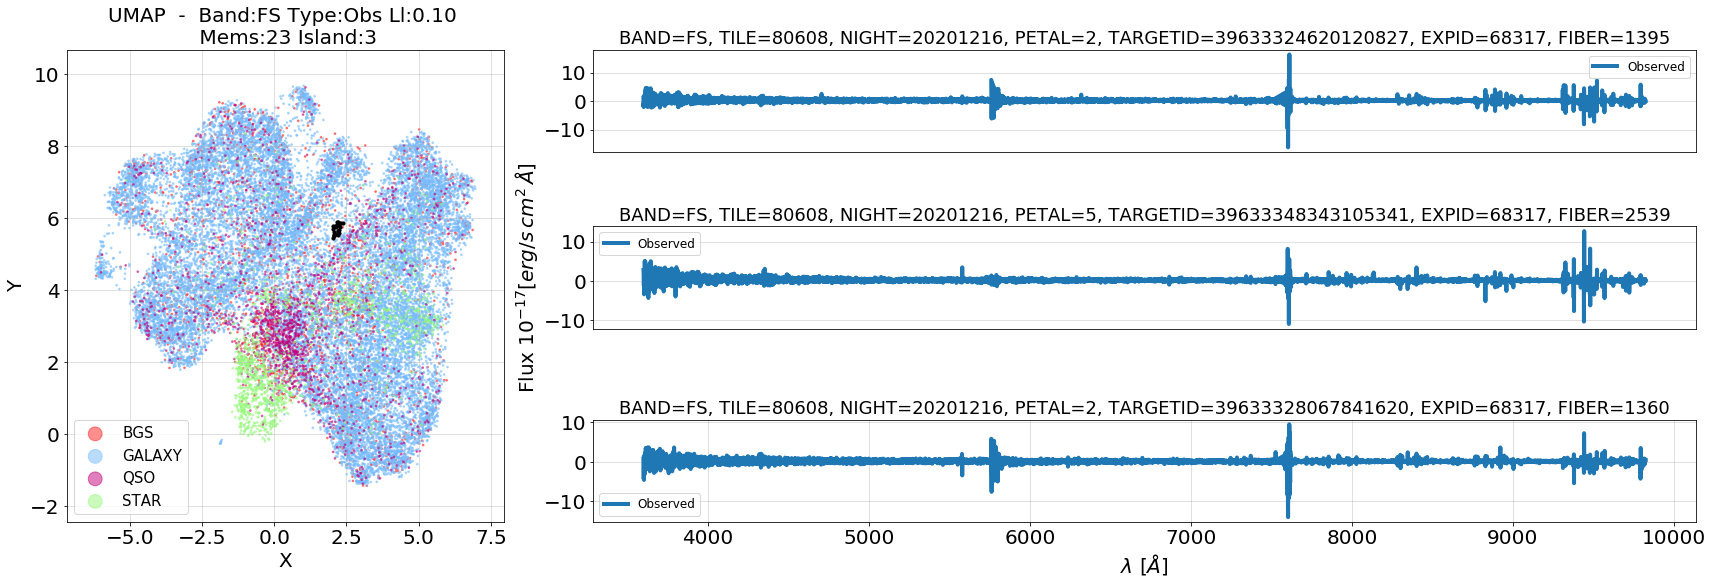 UMAP - Band:FS Type:Obs Ll:0.10
Mems:23 Island:3
Y
10
8
6
4
2
0
−2
BGS
GALAXY
QSO
STAR
−5.0 −2.5 0.0 2.5 5.0 7.5
X
Flux 10⁻¹⁷[erg/s cm² Å]
BAND=FS, TILE=80608, NIGHT=20201216, PETAL=2, TARGETID=39633324620120827, EXPID=68317, FIBER=1395
10
0
−10
Observed
BAND=FS, TILE=80608, NIGHT=20201216, PETAL=5, TARGETID=39633348343105341, EXPID=68317, FIBER=2539
10
0
−10
Observed
BAND=FS, TILE=80608, NIGHT=20201216, PETAL=2, TARGETID=39633328067841620, EXPID=68317, FIBER=1360
10
0
−10
Observed
4000 5000 6000 7000 8000 9000 10000
λ [Å]